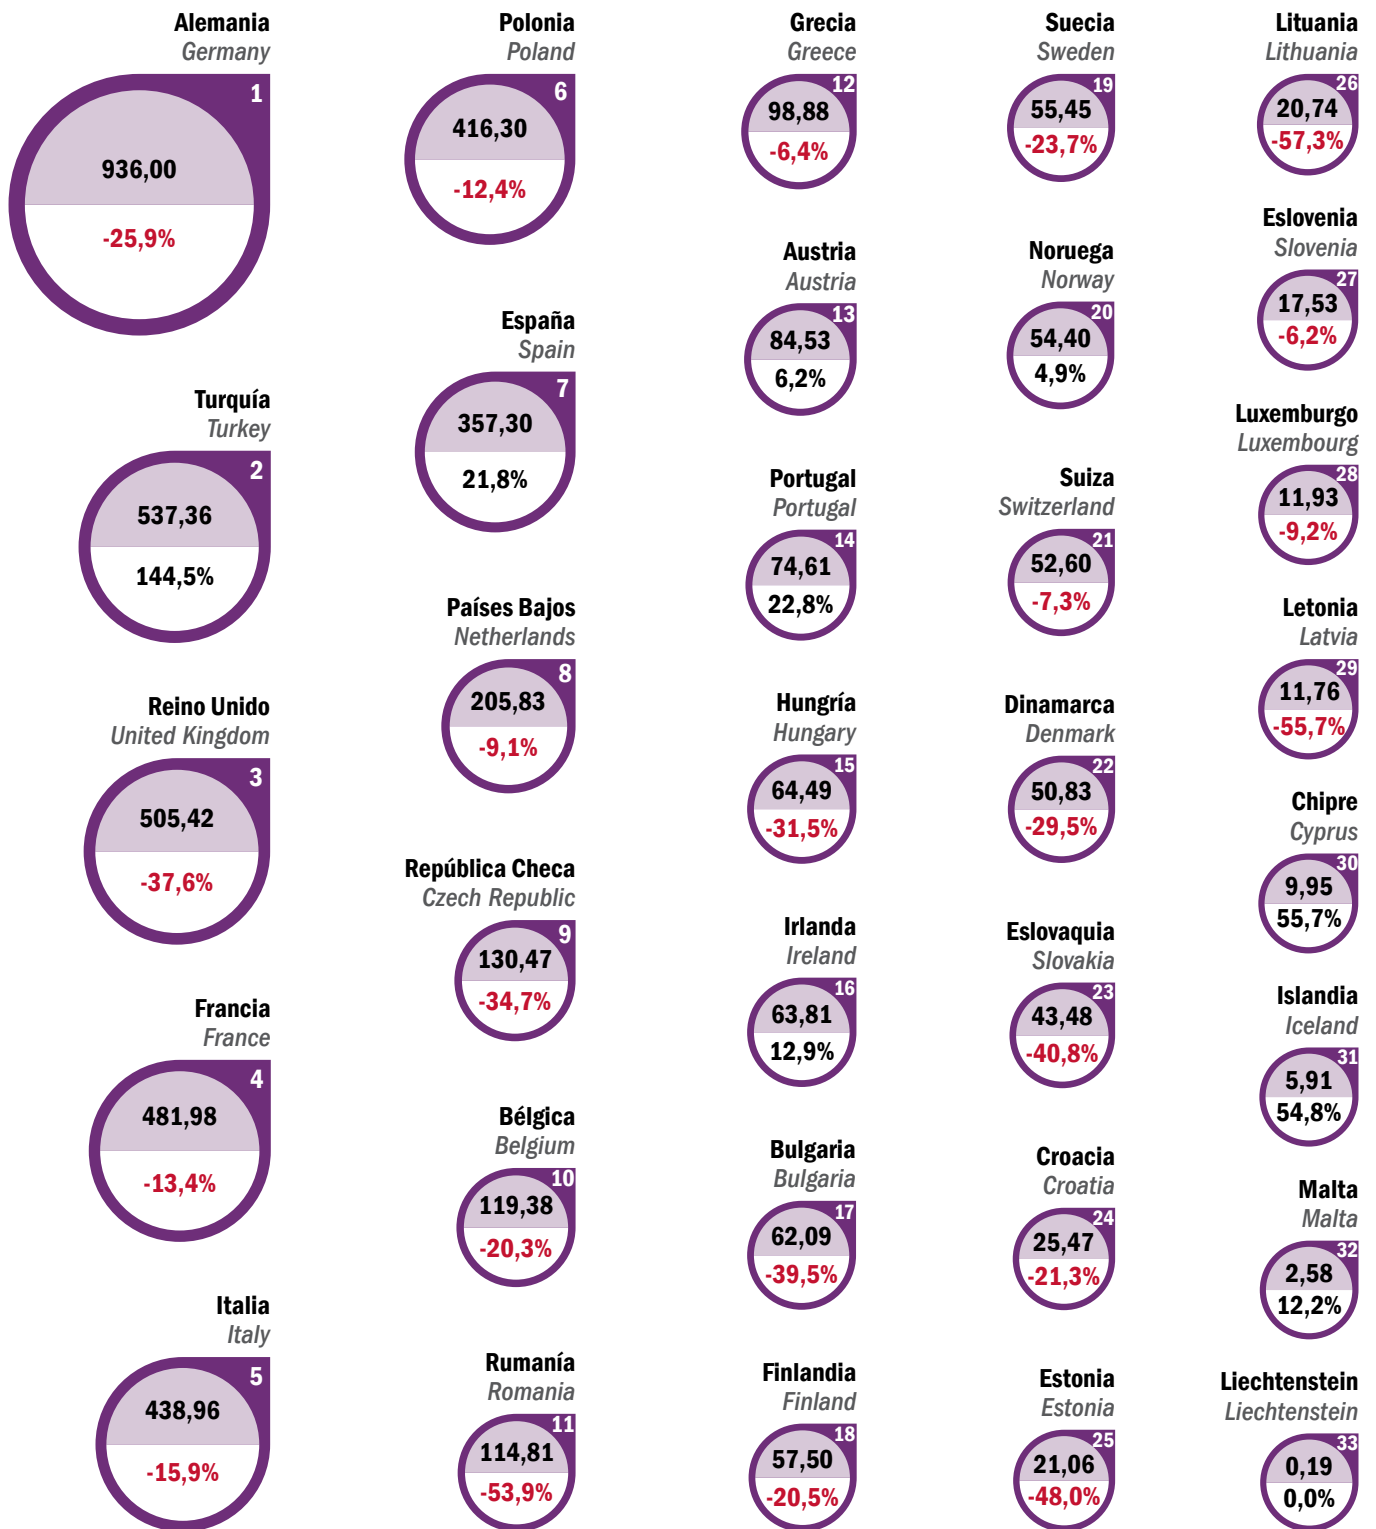 Alemania
Germany
1
936,00
-25,9%
Turquía
Turkey
2
537,36
144,5%
Reino Unido
United Kingdom
3
505,42
-37,6%
Francia
France
4
481,98
-13,4%
Italia
Italy
5
438,96
-15,9%
Polonia
Poland
6
416,30
-12,4%
España
Spain
7
357,30
21,8%
Países Bajos
Netherlands
8
205,83
-9,1%
República Checa
Czech Republic
9
130,47
-34,7%
Bélgica
Belgium
10
119,38
-20,3%
Rumanía
Romania
11
114,81
-53,9%
Grecia
Greece
12
98,88
-6,4%
Austria
Austria
13
84,53
6,2%
Portugal
Portugal
14
74,61
22,8%
Hungría
Hungary
15
64,49
-31,5%
Irlanda
Ireland
16
63,81
12,9%
Bulgaria
Bulgaria
17
62,09
-39,5%
Finlandia
Finland
18
57,50
-20,5%
Suecia
Sweden
19
55,45
-23,7%
Noruega
Norway
20
54,40
4,9%
Suiza
Switzerland
21
52,60
-7,3%
Dinamarca
Denmark
22
50,83
-29,5%
Eslovaquia
Slovakia
23
43,48
-40,8%
Croacia
Croatia
24
25,47
-21,3%
Estonia
Estonia
25
21,06
-48,0%
Lituania
Lithuania
26
20,74
-57,3%
Eslovenia
Slovenia
27
17,53
-6,2%
Luxemburgo
Luxembourg
28
11,93
-9,2%
Letonia
Latvia
29
11,76
-55,7%
Chipre
Cyprus
30
9,95
55,7%
Islandia
Iceland
31
5,91
54,8%
Malta
Malta
32
2,58
12,2%
Liechtenstein
Liechtenstein
33
0,19
0,0%